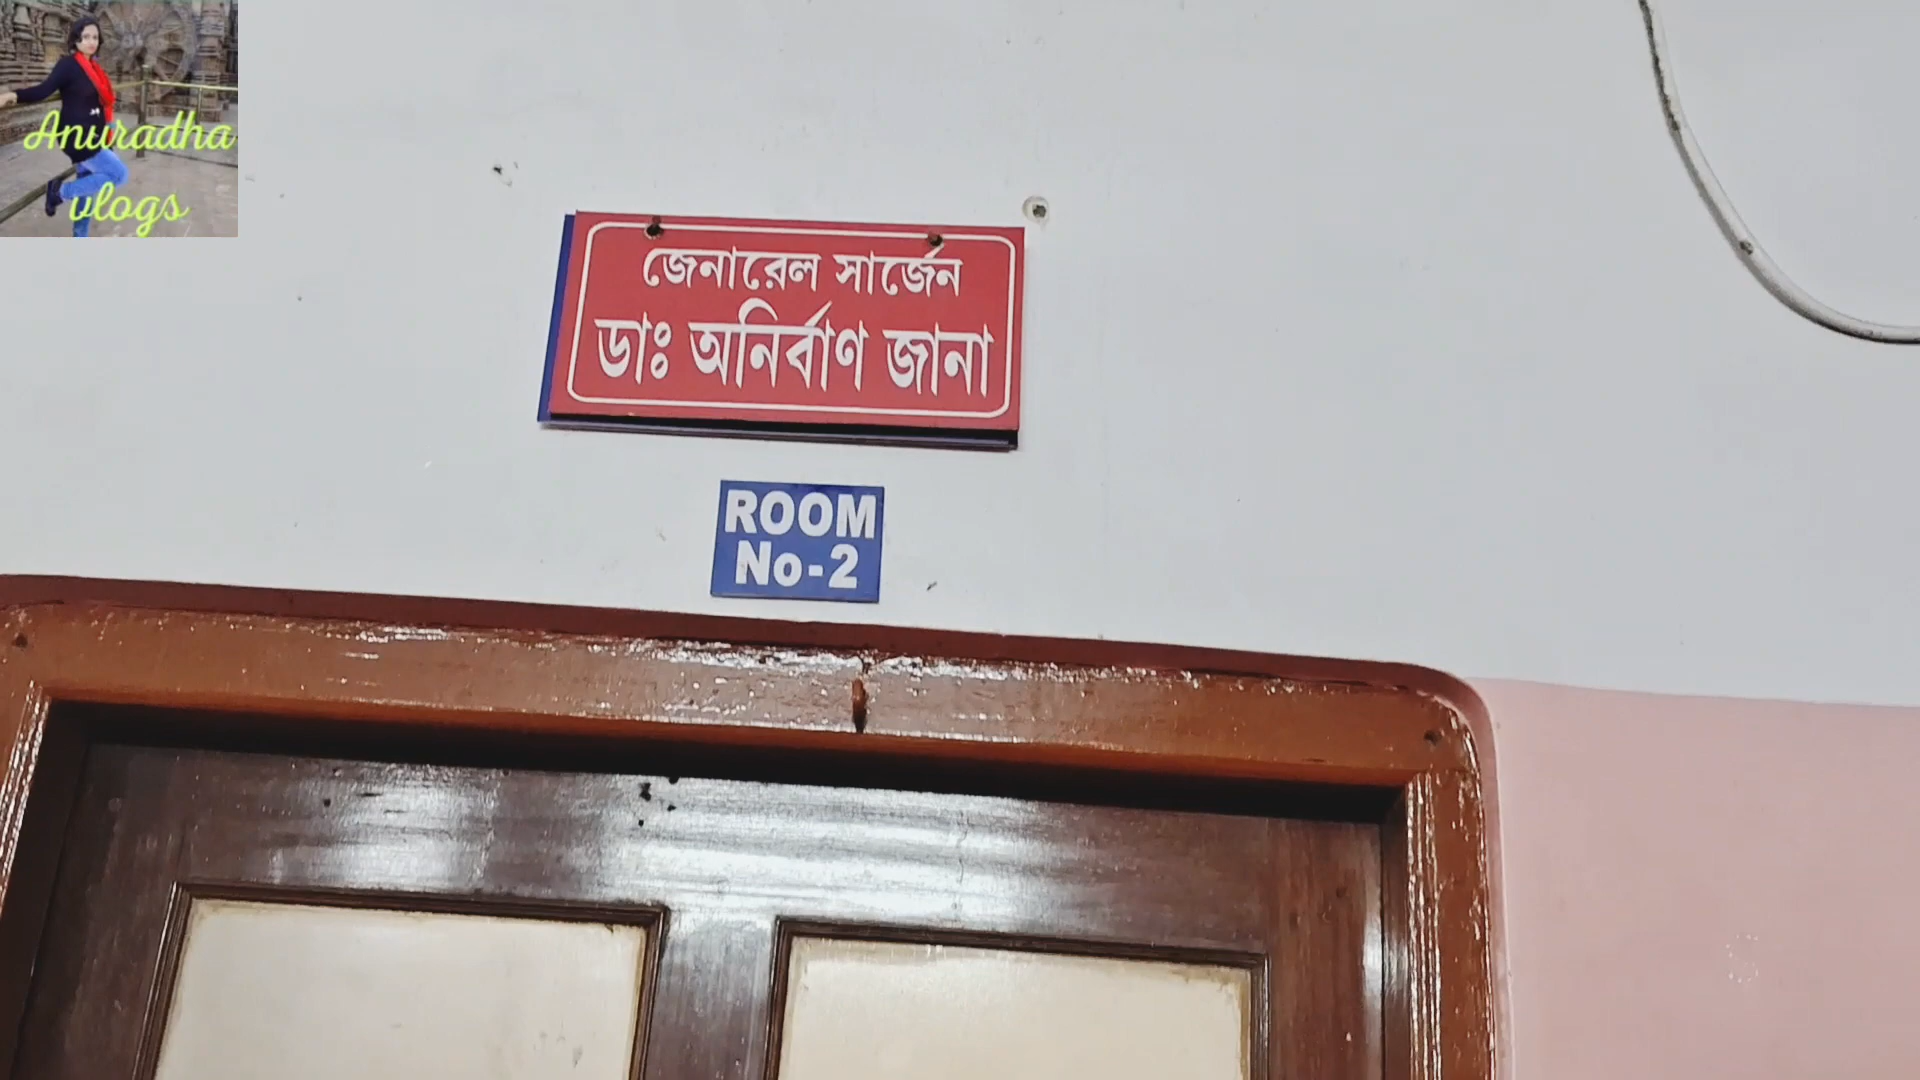 Anuradha
vlogs
জেনারেল সার্জেন
ডাঃ অনির্বাণ জানা
ROOM
No-2